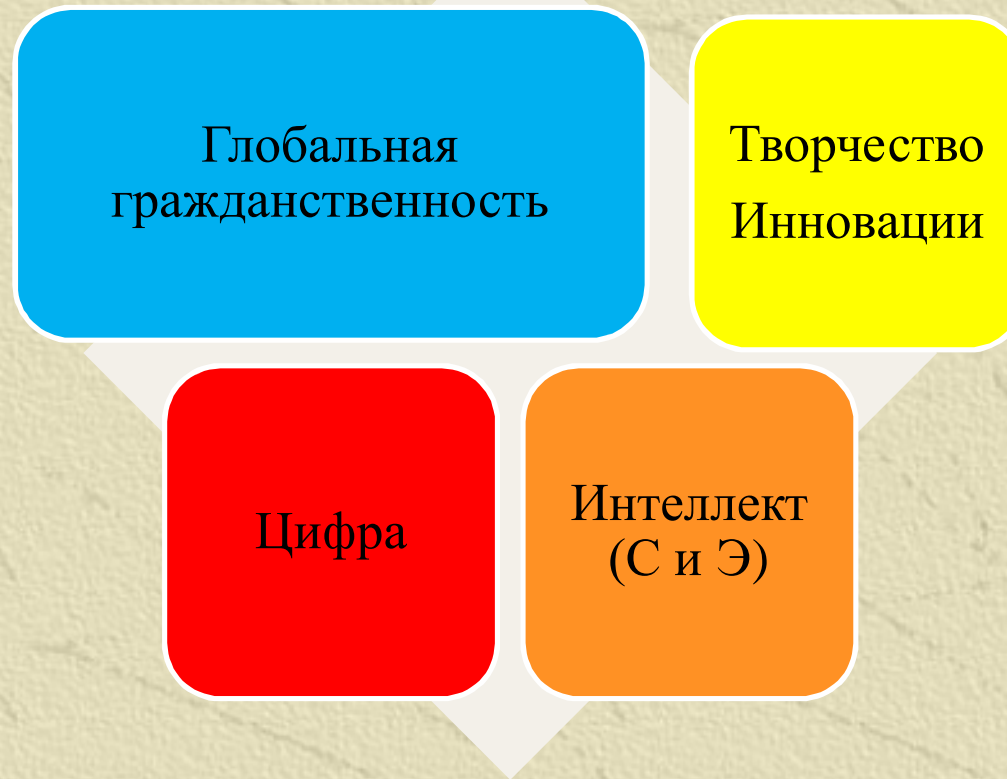 Глобальная
гражданственность
Творчество
Инновации
Цифра
Интеллект
(С и Э)